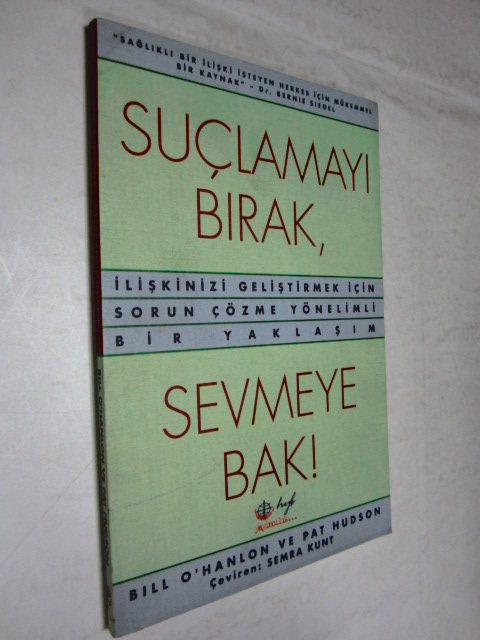 "SAĞLIKLI BİR İLİŞKİ İSTEYEN HERKES İÇİN MÜKEMMEL
BİR KAYNAK" - Dr. BERNIE SIEGEL
SUÇLAMAYI
BIRAK,
İLİŞKİNİZİ GELİŞTİRMEK İÇİN
SORUN ÇÖZME YÖNELİMLİ
BİR YAKLAŞIM
SEVMEYE
BAK!
BILL O'HANLON VE PAT HUDSON
Çeviren: SEMRA KUNT